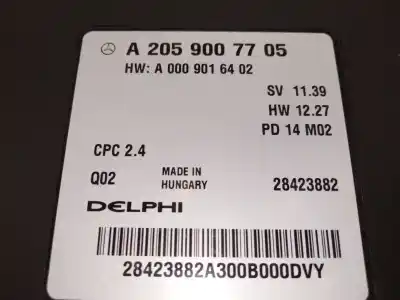 A 205 900 77 05
HW: A 000 901 64 02
SV 11.39
HW 12.27
PD 14 M02
CPC 2.4
Q02
MADE IN
HUNGARY
28423882
DELPHI
28423882A300B000DVY